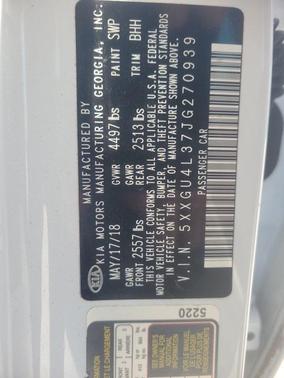 MANUFACTURED BY
KIA MOTORS MANUFACTURING GEORGIA, INC.
KIA
MAY/17/18 GVWR 4497lbs PAINT SWP
GAWR GAWR TRIM BHH
FRONT 2557 lbs REAR 2513 lbs
THIS VEHICLE CONFORMS TO ALL APPLICABLE U.S.A. FEDERAL
MOTOR VEHICLE SAFETY, BUMPER, AND THEFT PREVENTION STANDARDS
IN EFFECT ON THE DATE OF MANUFACTURE SHOWN ABOVE.
V.I.N. 5XXGU4L37JG270939
PASSENGER CAR
5220